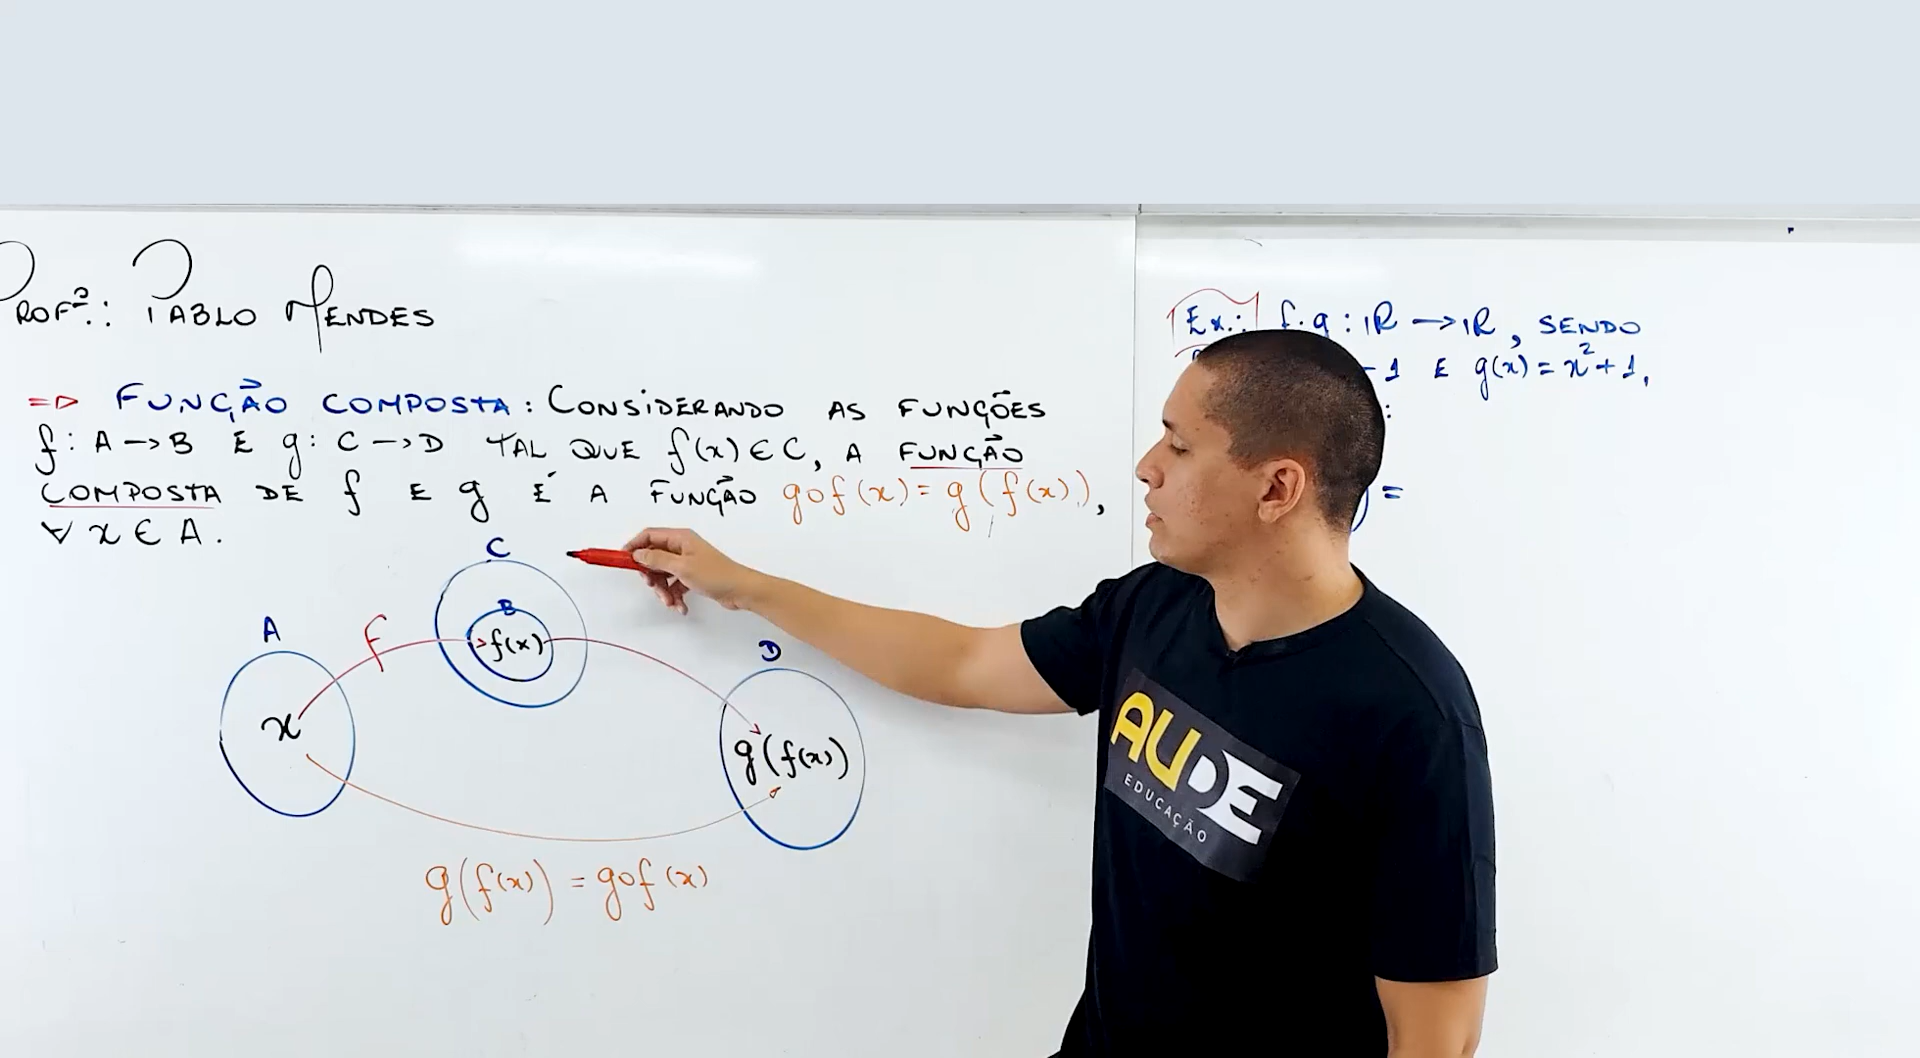 PROFº.: PABLO MENDES
=> FUNÇÃO COMPOSTA: CONSIDERANDO AS FUNÇÕES
f: A → B E g: C → D TAL QUE f(x) ∈ C, A FUNÇÃO
COMPOSTA DE f E g É A FUNÇÃO gof(x) = g(f(x)),
∀ x ∈ A.
C
B
A
f
f(x)
D
x
g(f(x))
g(f(x)) = gof(x)
Ex.: f.g: IR → IR, SENDO
-1 E g(x) = x²+1,
:
) =
AUDE
EDUCAÇÃO